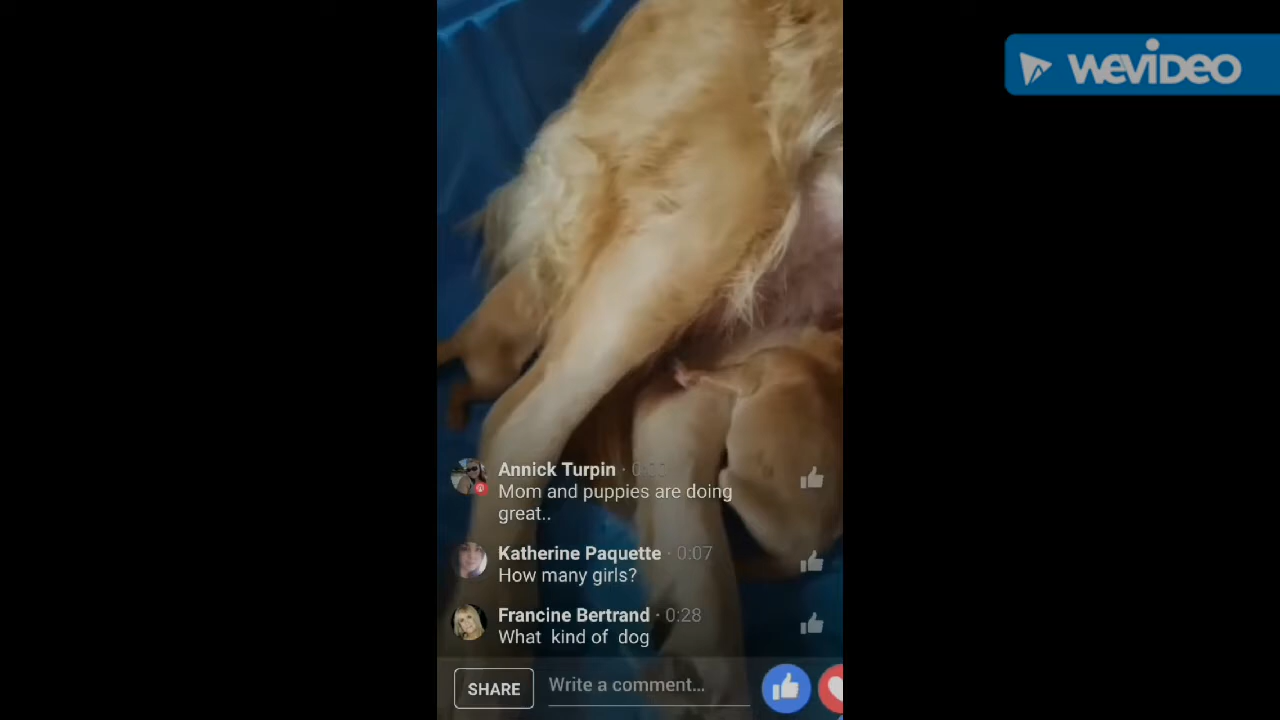 WEVIDEO
Annick Turpin
Mom and puppies are doing
great..
Katherine Paquette · 0:07
How many girls?
Francine Bertrand · 0:28
What kind of dog
SHARE
Write a comment...